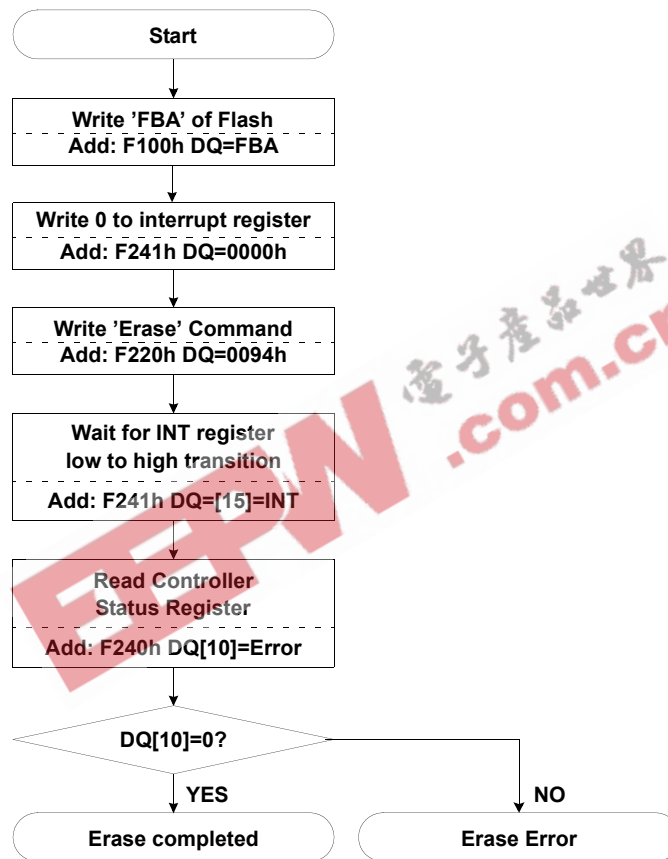 Start
Write ’FBA’ of Flash
Add: F100h DQ=FBA
Write 0 to interrupt register
Add: F241h DQ=0000h
Write ’Erase’ Command
Add: F220h DQ=0094h
Wait for INT register
low to high transition
Add: F241h DQ=[15]=INT
Read Controller
Status Register
Add: F240h DQ[10]=Error
DQ[10]=0?
YES
NO
Erase completed
Erase Error
EEPW
電子產品世界
.com.cn